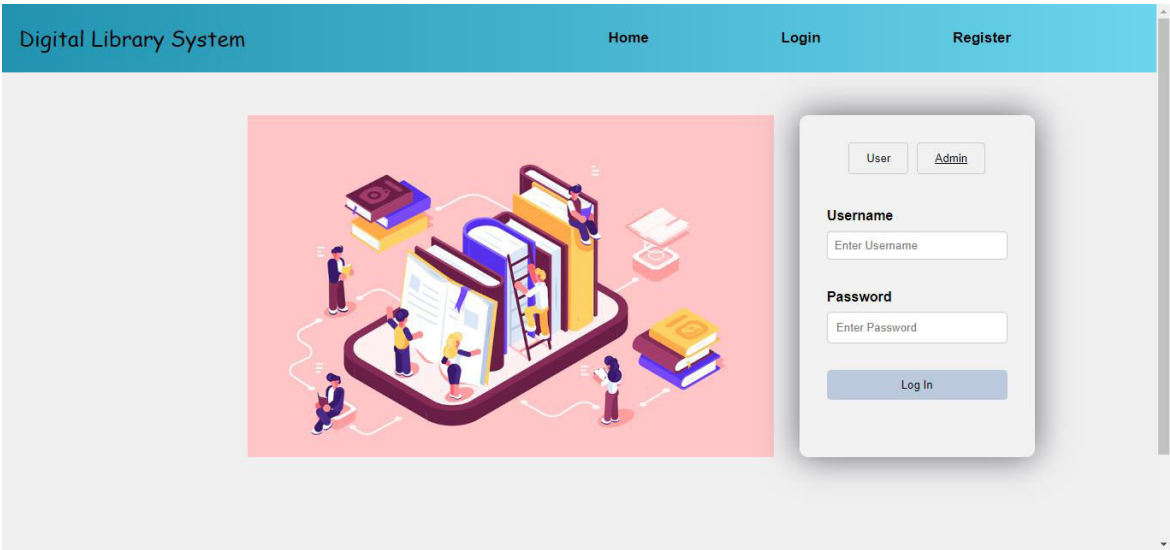 Digital Library System
Home Login Register
User Admin
Username
Enter Username
Password
Enter Password
Log In